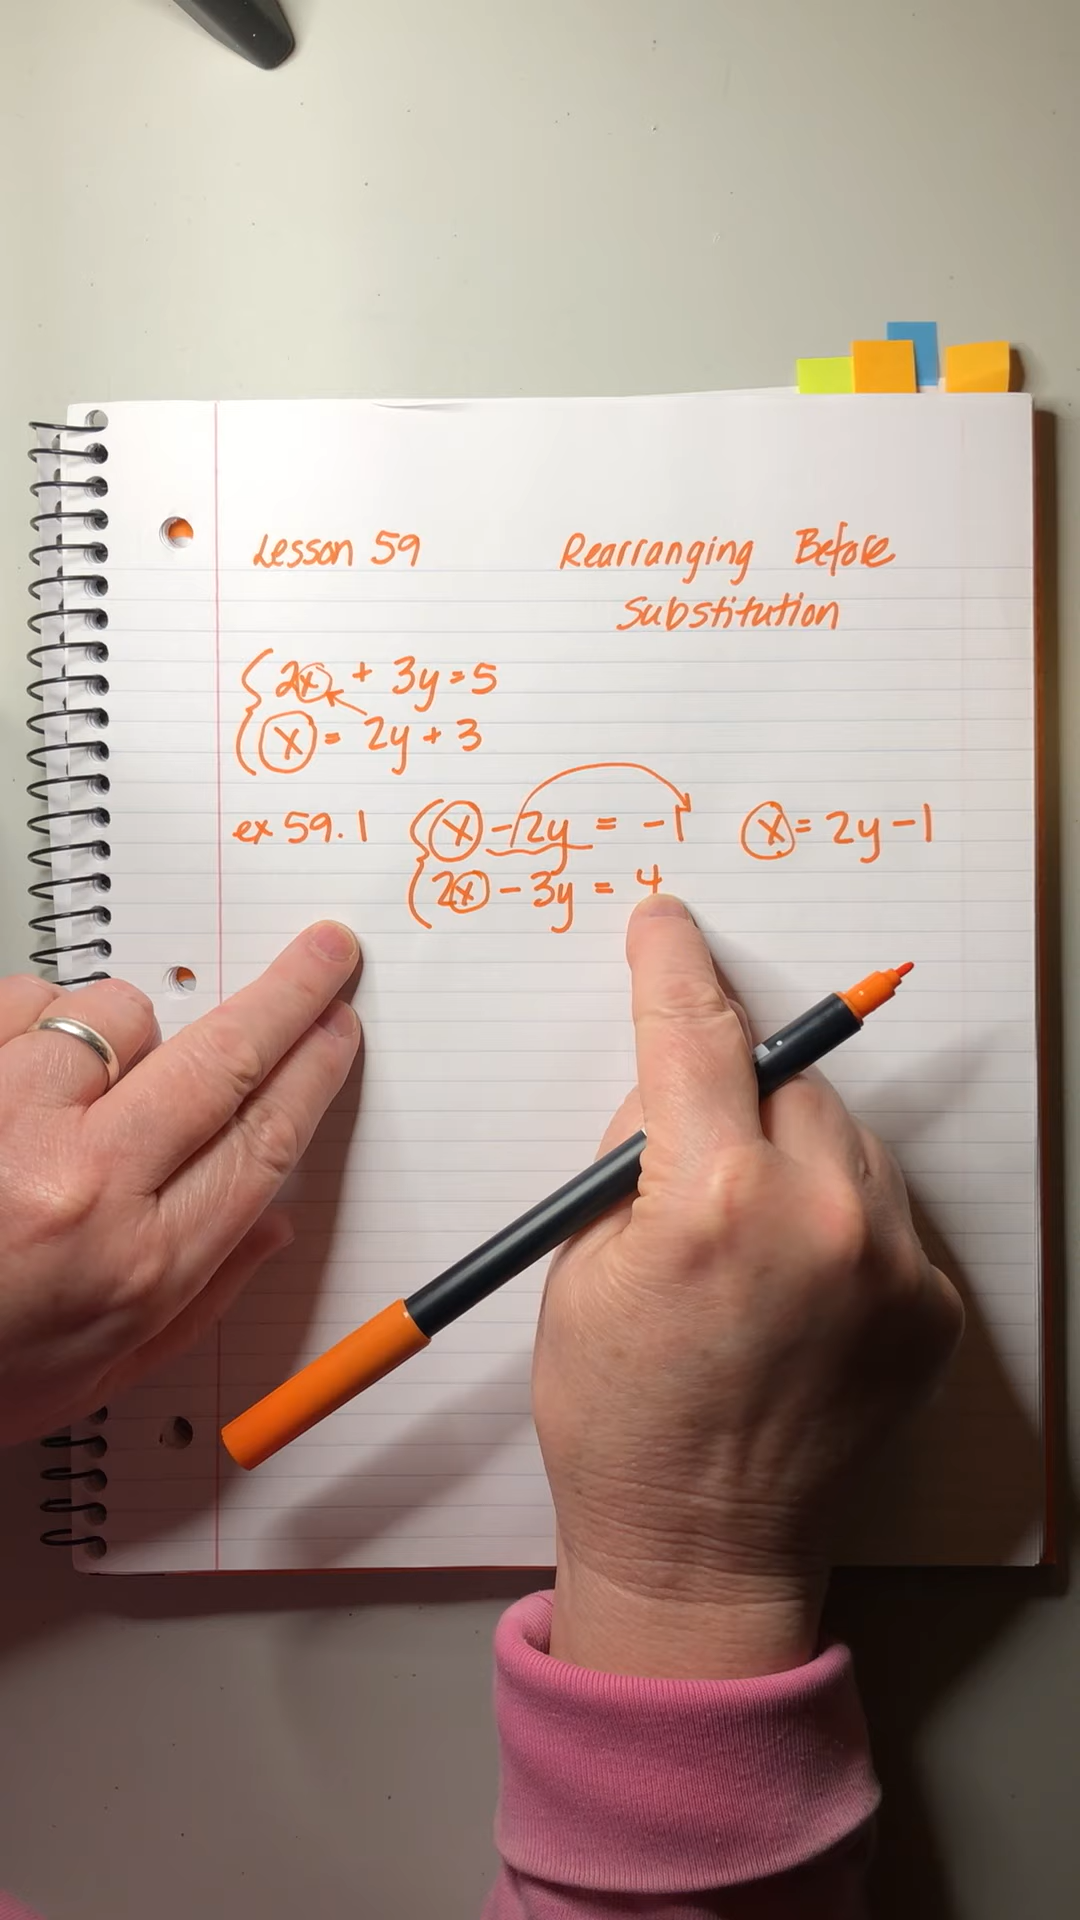 Lesson 59
Rearranging Before
Substitution
2x + 3y = 5
x = 2y + 3
ex 59.1
x - 2y = -1
x = 2y - 1
2x - 3y = 4